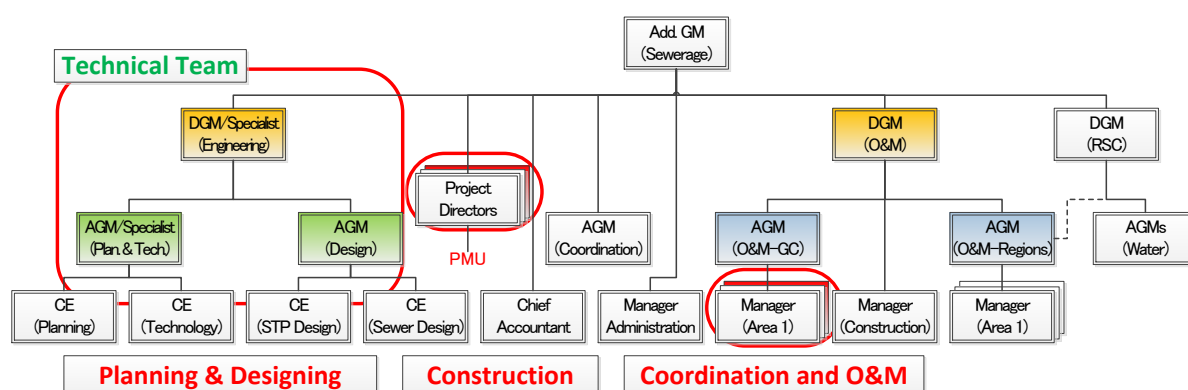 Add. GM
(Sewerage)
Technical Team
DGM/Specialist
(Engineering)
DGM
(O&M)
DGM
(RSC)
Project
Directors
AGM/Specialist
(Plan. & Tech.)
AGM
(Design)
PMU
AGM
(Coordination)
AGM
(O&M-GC)
AGM
(O&M-Regions)
AGMs
(Water)
CE
(Planning)
CE
(Technology)
CE
(STP Design)
CE
(Sewer Design)
Chief
Accountant
Manager
Administration
Manager
(Area 1)
Manager
(Construction)
Manager
(Area 1)
Planning & Designing
Construction
Coordination and O&M